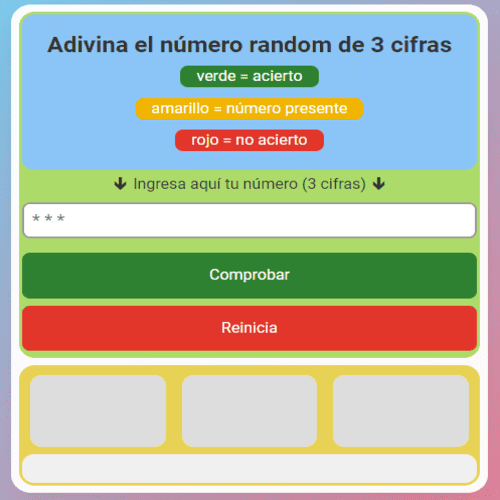 Adivina el número random de 3 cifras
verde = acierto
amarillo = número presente
rojo = no acierto
🡫 Ingresa aquí tu número (3 cifras) 🡫
* * *
Comprobar
Reinicia